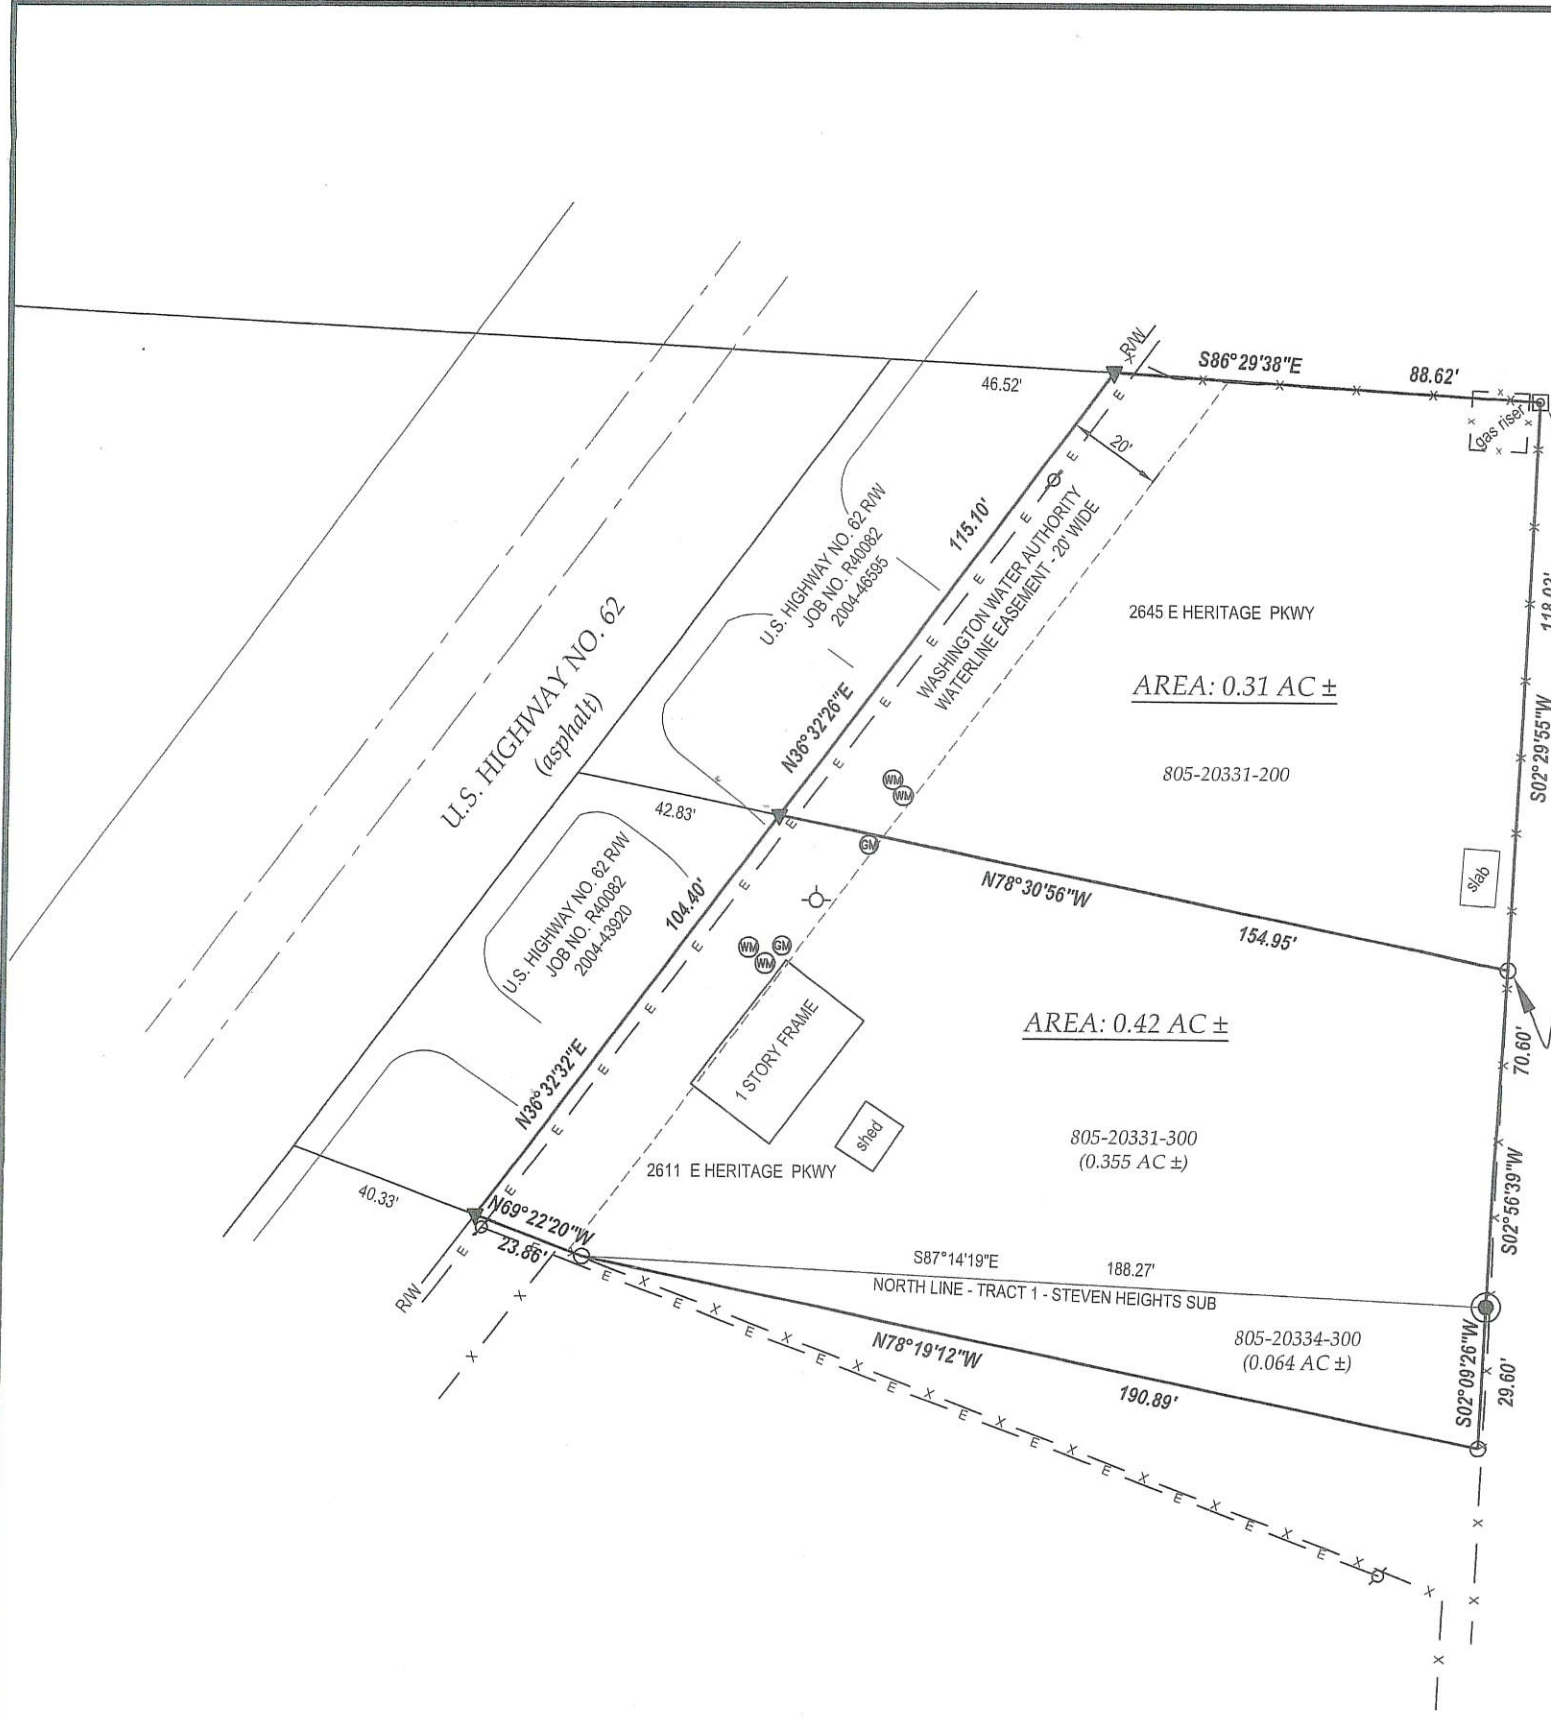 R/W
S86°29'38"E
88.62'
46.52'
gas riser
20'
115.10'
U.S. HIGHWAY NO. 62 R/W
JOB NO. R40082
2004-46595
WASHINGTON WATER AUTHORITY
WATERLINE EASEMENT - 20' WIDE
2645 E HERITAGE PKWY
AREA: 0.31 AC ±
805-20331-200
S02°29'55"W
U.S. HIGHWAY NO. 62
(asphalt)
N36°32'26"E
WM
WM
GM
42.83'
slab
N78°30'56"W
154.95'
U.S. HIGHWAY NO. 62 R/W
JOB NO. R40082
2004-43920
104.40'
WM
WM
GM
1 STORY FRAME
AREA: 0.42 AC ±
70.60'
N36°32'32"E
shed
805-20331-300
(0.355 AC ±)
2611 E HERITAGE PKWY
S02°56'39"W
40.33'
N69°22'20"W
23.86'
R/W
S87°14'19"E
188.27'
NORTH LINE - TRACT 1 - STEVEN HEIGHTS SUB
805-20334-300
(0.064 AC ±)
N78°19'12"W
190.89'
S02°09'26"W
29.60'